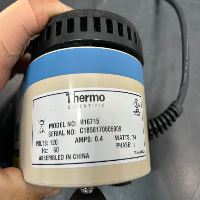 Thermo
SCIENTIFIC
MODEL NO: M16715
SERIAL NO:
VOLTS: 120 AMPS: 0.4 WATTS:
Hz: 60 PHASE:
ASSEMBLED IN CHINA